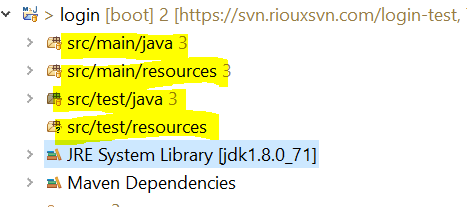 > login [boot] 2 [https://svn.riouxsvn.com/login-test,
src/main/java 3
src/main/resources 3
src/test/java 3
src/test/resources
JRE System Library [jdk1.8.0_71]
Maven Dependencies